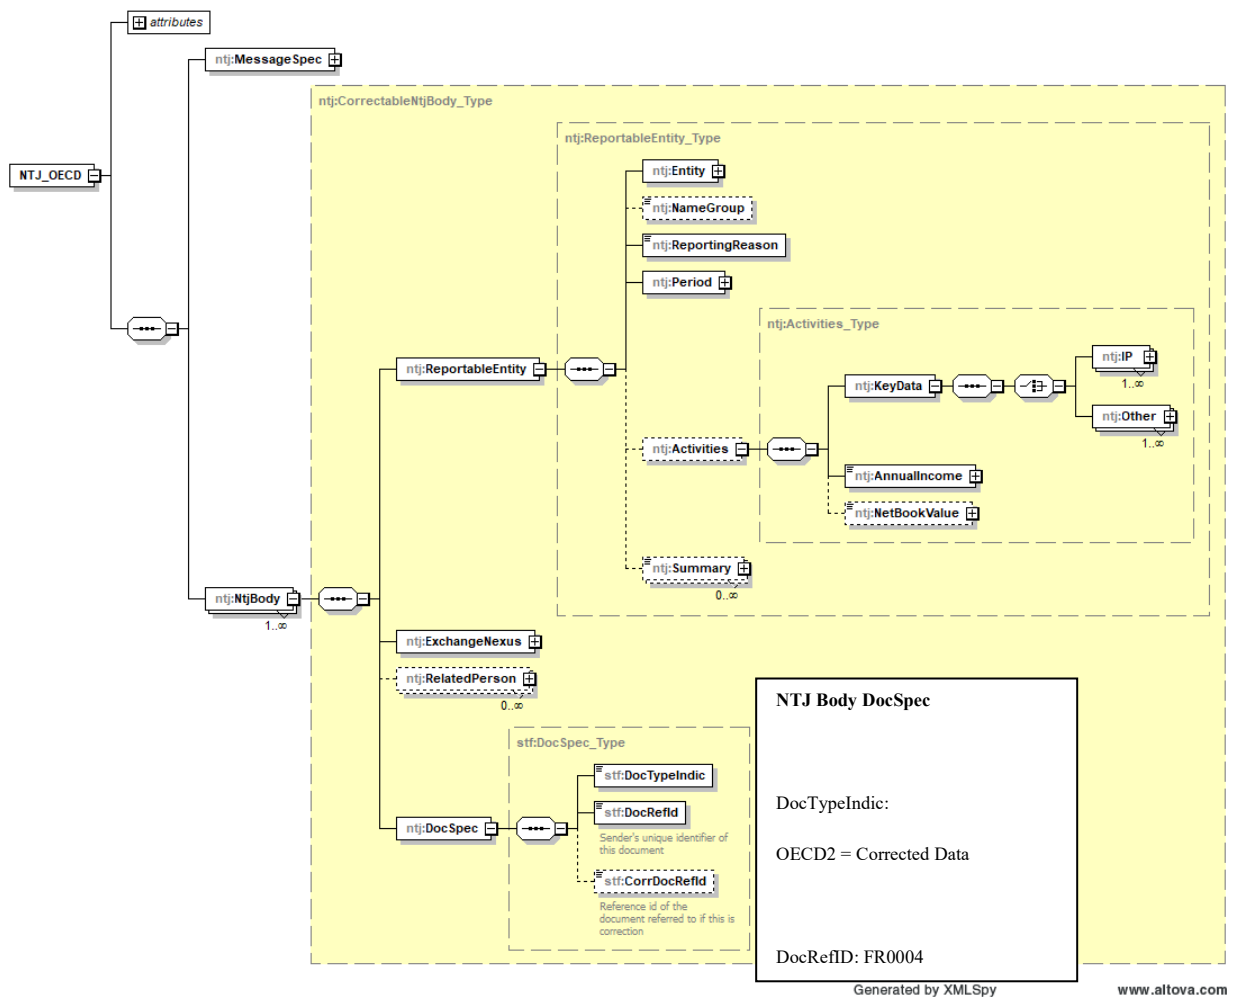 attributes
ntj:MessageSpec
ntj:CorrectableNtjBody_Type
ntj:ReportableEntity_Type
NTJ_OECD
ntj:Entity
ntj:NameGroup
ntj:ReportingReason
ntj:Period
ntj:Activities_Type
ntj:ReportableEntity
ntj:KeyData
ntj:IP
1..∞
ntj:Other
1..∞
ntj:Activities
ntj:AnnualIncome
ntj:NetBookValue
ntj:Summary
0..∞
ntj:NtjBody
1..∞
ntj:ExchangeNexus
ntj:RelatedPerson
0..∞
stf:DocSpec_Type
stf:DocTypeIndic
stf:DocRefId
Sender's unique identifier of
this document
ntj:DocSpec
stf:CorrDocRefId
Reference id of the
document referred to if this is
correction
NTJ Body DocSpec
DocTypeIndic:
OECD2 = Corrected Data
DocRefID: FR0004
Generated by XMLSpy
www.altova.com